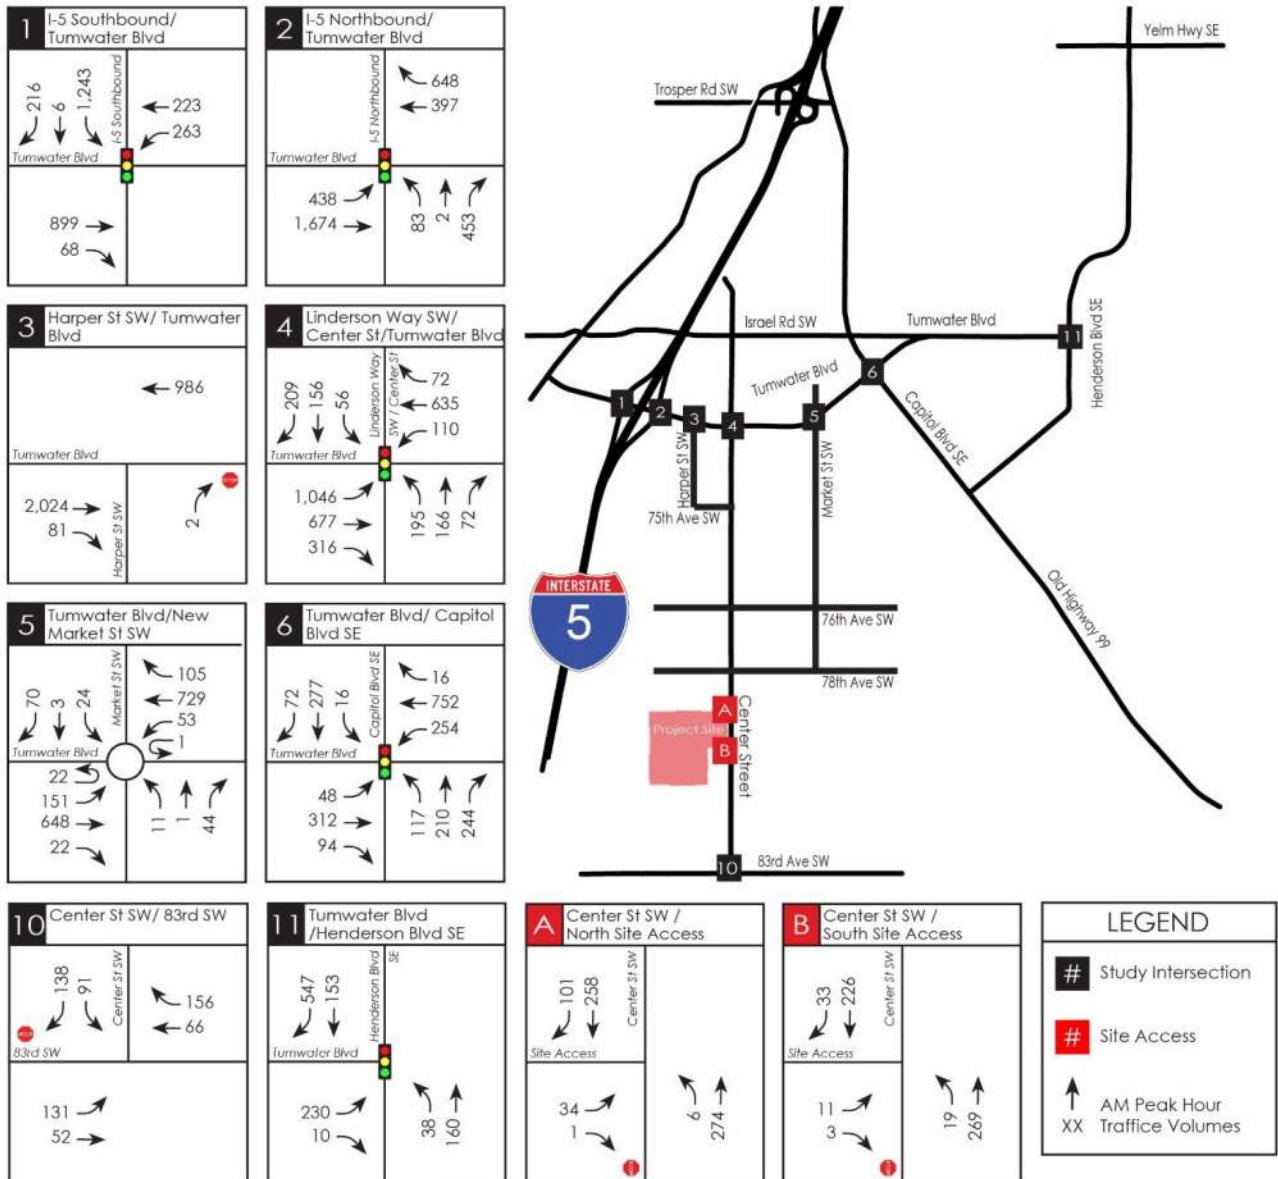 1
I-5 Southbound/
Tumwater Blvd
216
6
1,243
I-5 Southbound
223
263
Tumwater Blvd
899
68
2
I-5 Northbound/
Tumwater Blvd
I-5 Northbound
648
397
Tumwater Blvd
438
1,674
83
2
453
3
Harper St SW/ Tumwater
Blvd
986
Tumwater Blvd
2,024
81
Harper St SW
2
4
Linderson Way SW/
Center St/Tumwater Blvd
209
156
56
Linderson Way
SW / Center St
72
635
110
Tumwater Blvd
1,046
677
316
195
166
72
5
Tumwater Blvd/New
Market St SW
70
3
24
Market St SW
105
729
53
1
Tumwater Blvd
22
151
648
22
11
1
44
6
Tumwater Blvd/ Capitol
Blvd SE
72
277
16
Capitol Blvd SE
16
752
254
Tumwater Blvd
48
312
94
117
210
244
Yelm Hwy SE
Trosper Rd SW
Israel Rd SW
Tumwater Blvd
11
Henderson Blvd SE
Tumwater Blvd
6
1
2
3
4
5
Capitol Blvd SE
Harper St SW
Market St SW
75th Ave SW
INTERSTATE
5
76th Ave SW
Old Highway 99
78th Ave SW
A
Project Site
B
Center Street
10
83rd Ave SW
10
Center St SW/ 83rd SW
138
91
Center St SW
156
66
83rd SW
131
52
11
Tumwater Blvd
/Henderson Blvd SE
547
153
Henderson Blvd
SE
Tumwater Blvd
230
10
38
160
A
Center St SW /
North Site Access
101
258
Center St SW
Site Access
34
1
6
274
B
Center St SW /
South Site Access
33
226
Center St SW
Site Access
11
3
19
269
LEGEND
# Study Intersection
# Site Access
AM Peak Hour
XX Traffice Volumes